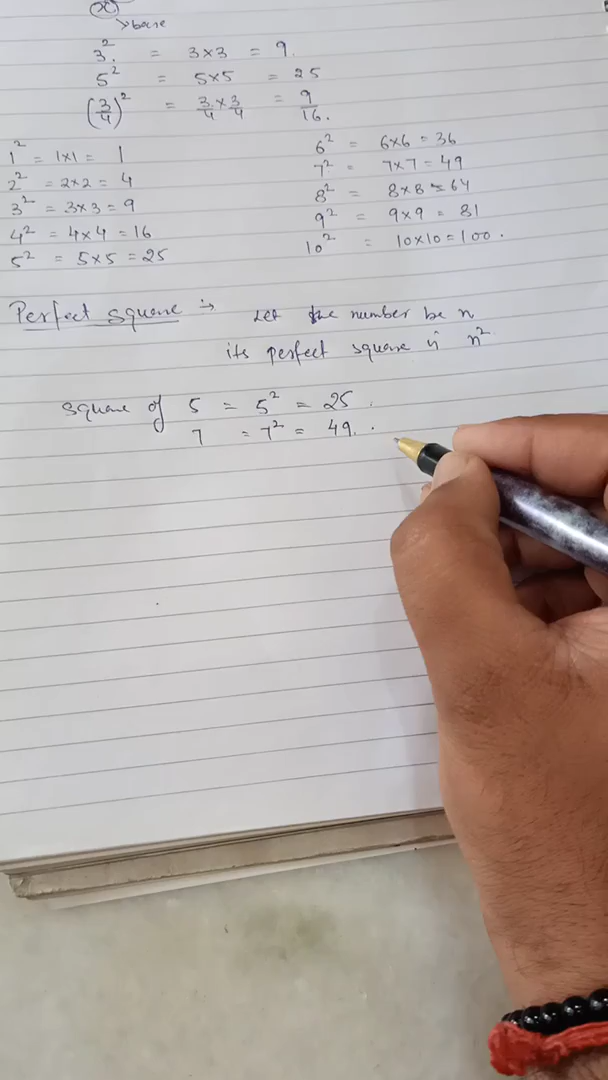 x
base
3² = 3×3 = 9.
5² = 5×5 = 25
(3/4)² = 3/4 × 3/4 = 9/16.
1² = 1×1 = 1
2² = 2×2 = 4
3² = 3×3 = 9
4² = 4×4 = 16
5² = 5×5 = 25
6² = 6×6 = 36
7² = 7×7 = 49
8² = 8×8 = 64
9² = 9×9 = 81
10² = 10×10 = 100.
Perfect square → Let the number be n
its perfect square is n²
square of 5 = 5² = 25.
7 = 7² = 49.